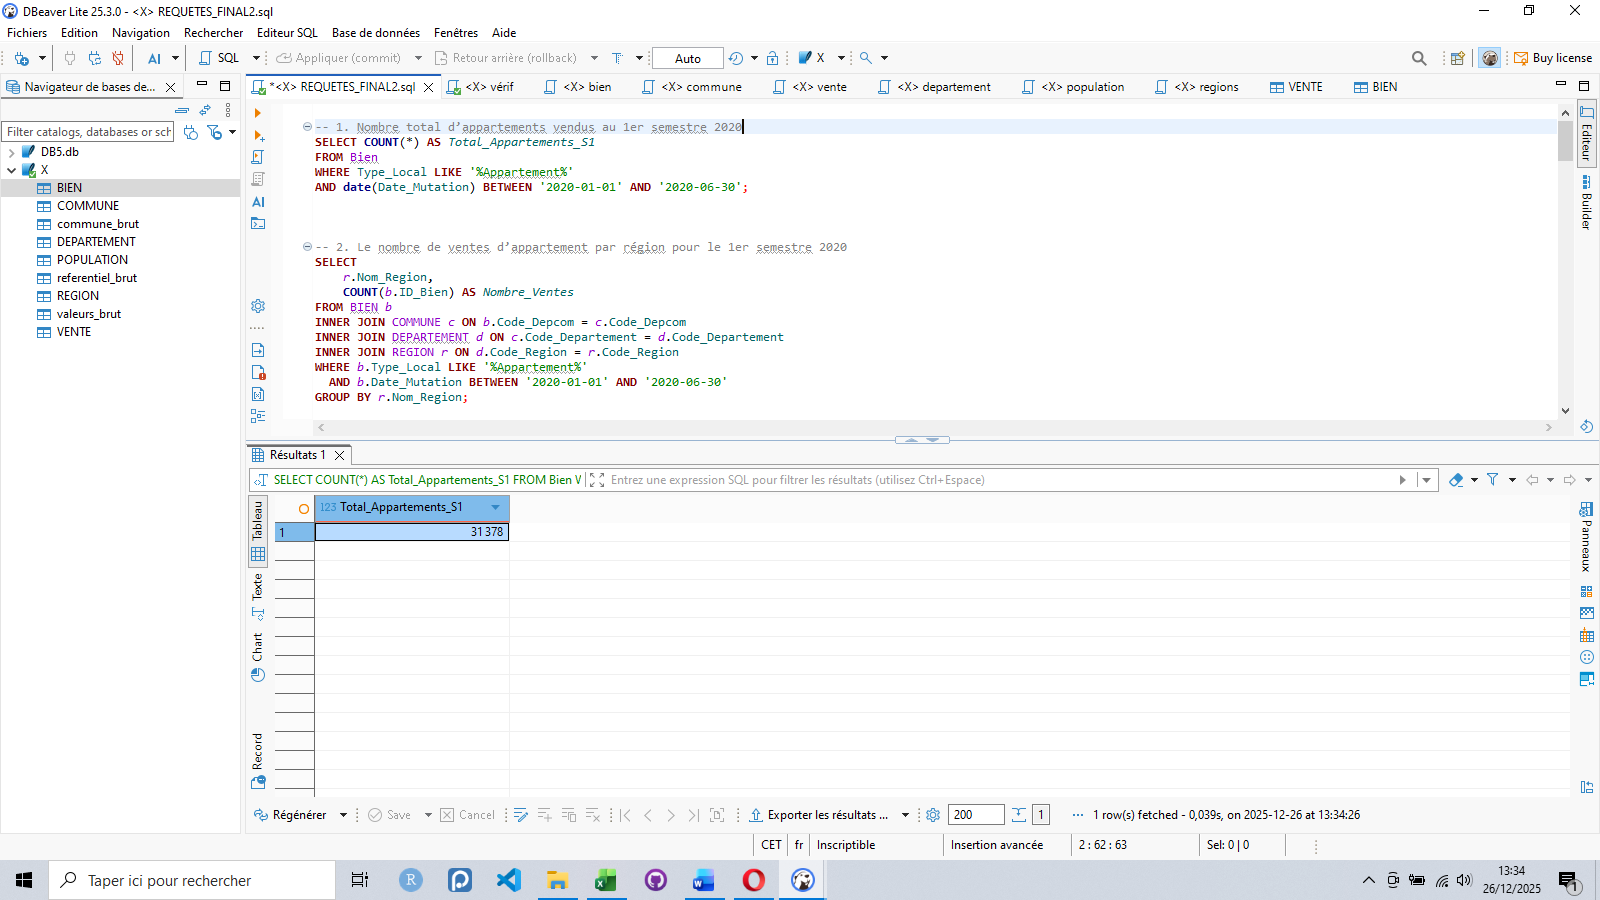 DBeaver Lite 25.3.0 - <X> REQUETES_FINAL2.sql
Fichiers Edition Navigation Rechercher Editeur SQL Base de données Fenêtres Aide
AI SQL Appliquer (commit) Retour arrière (rollback) T Auto X Buy license
Navigateur de bases de...
*<X> REQUETES_FINAL2.sql <X> vérif <X> bien <X> commune <X> vente <X> departement <X> population <X> regions VENTE BIEN
Filter catalogs, databases or sch
DB5.db
X
BIEN
COMMUNE
commune_brut
DEPARTEMENT
POPULATION
referentiel_brut
REGION
valeurs_brut
VENTE
AI
-- 1. Nombre total d’appartements vendus au 1er semestre 2020
SELECT COUNT(*) AS Total_Appartements_S1
FROM Bien
WHERE Type_Local LIKE '%Appartement%'
AND date(Date_Mutation) BETWEEN '2020-01-01' AND '2020-06-30';
-- 2. Le nombre de ventes d’appartement par région pour le 1er semestre 2020
SELECT
r.Nom_Region,
COUNT(b.ID_Bien) AS Nombre_Ventes
FROM BIEN b
INNER JOIN COMMUNE c ON b.Code_Depcom = c.Code_Depcom
INNER JOIN DEPARTEMENT d ON c.Code_Departement = d.Code_Departement
INNER JOIN REGION r ON d.Code_Region = r.Code_Region
WHERE b.Type_Local LIKE '%Appartement%'
AND b.Date_Mutation BETWEEN '2020-01-01' AND '2020-06-30'
GROUP BY r.Nom_Region;
Editeur
Builder
Résultats 1
SELECT COUNT(*) AS Total_Appartements_S1 FROM Bien W Entrez une expression SQL pour filtrer les résultats (utilisez Ctrl+Espace)
Tableau
Texte
Chart
Record
123 Total_Appartements_S1
1 31 378
Panneaux
Régénérer Save Cancel Exporter les résultats ... 200 1 1 row(s) fetched - 0,039s, on 2025-12-26 at 13:34:26
CET fr Inscriptible Insertion avancée 2 : 62 : 63 Sel: 0 | 0
Taper ici pour rechercher
13:34
26/12/2025
1